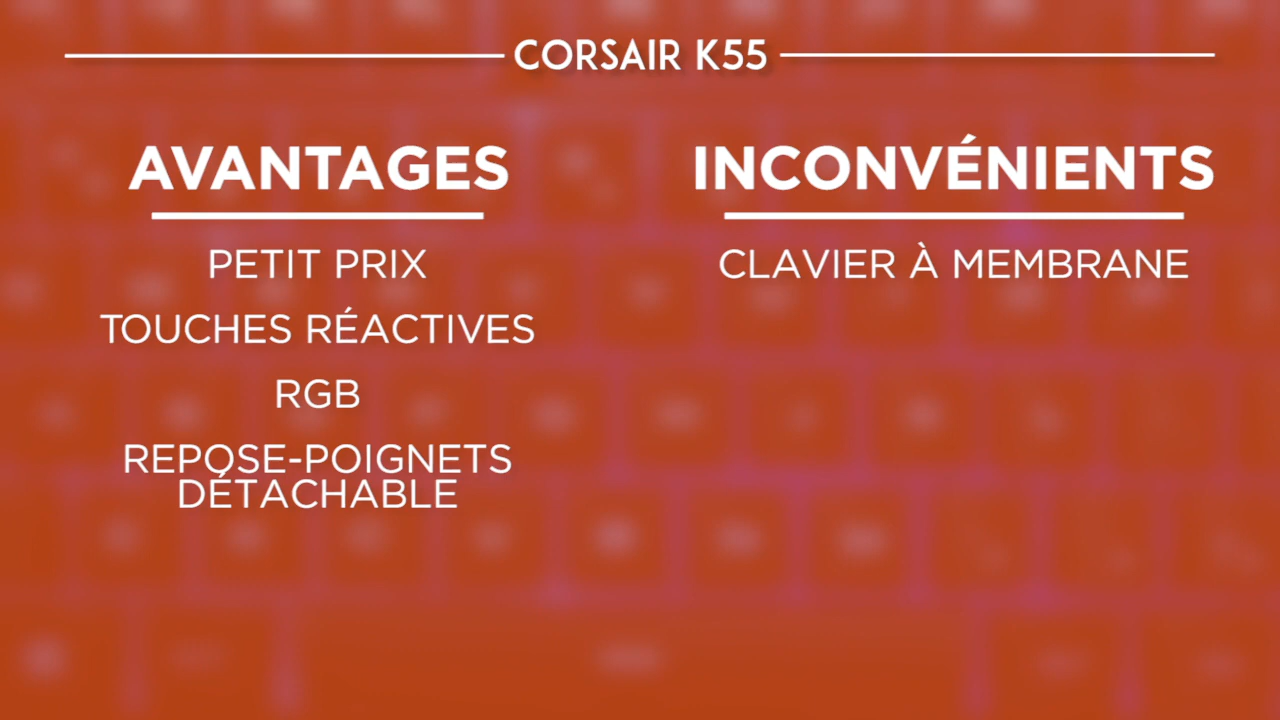 CORSAIR K55
AVANTAGES
PETIT PRIX
TOUCHES RÉACTIVES
RGB
REPOSE-POIGNETS
DÉTACHABLE
INCONVÉNIENTS
CLAVIER À MEMBRANE